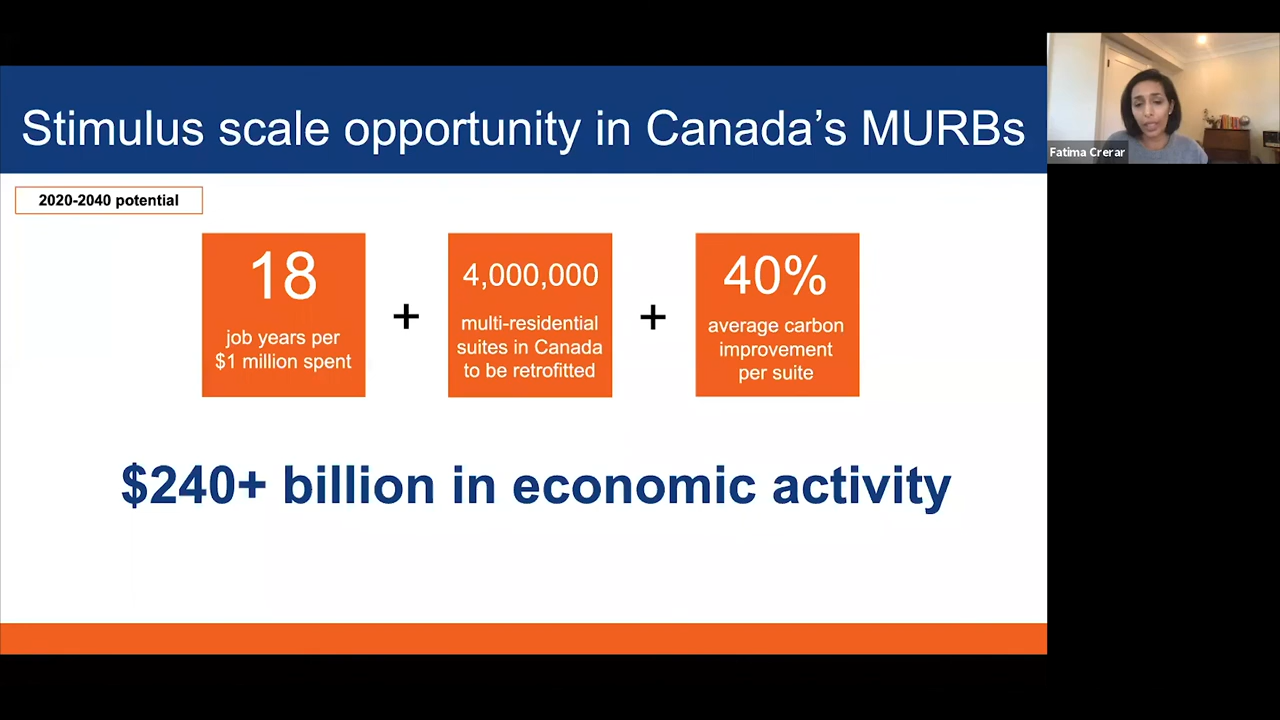 Stimulus scale opportunity in Canada's MURBs
Fatima Crerar
2020-2040 potential
18
job years per
$1 million spent
+
4,000,000
multi-residential
suites in Canada
to be retrofitted
+
40%
average carbon
improvement
per suite
$240+ billion in economic activity